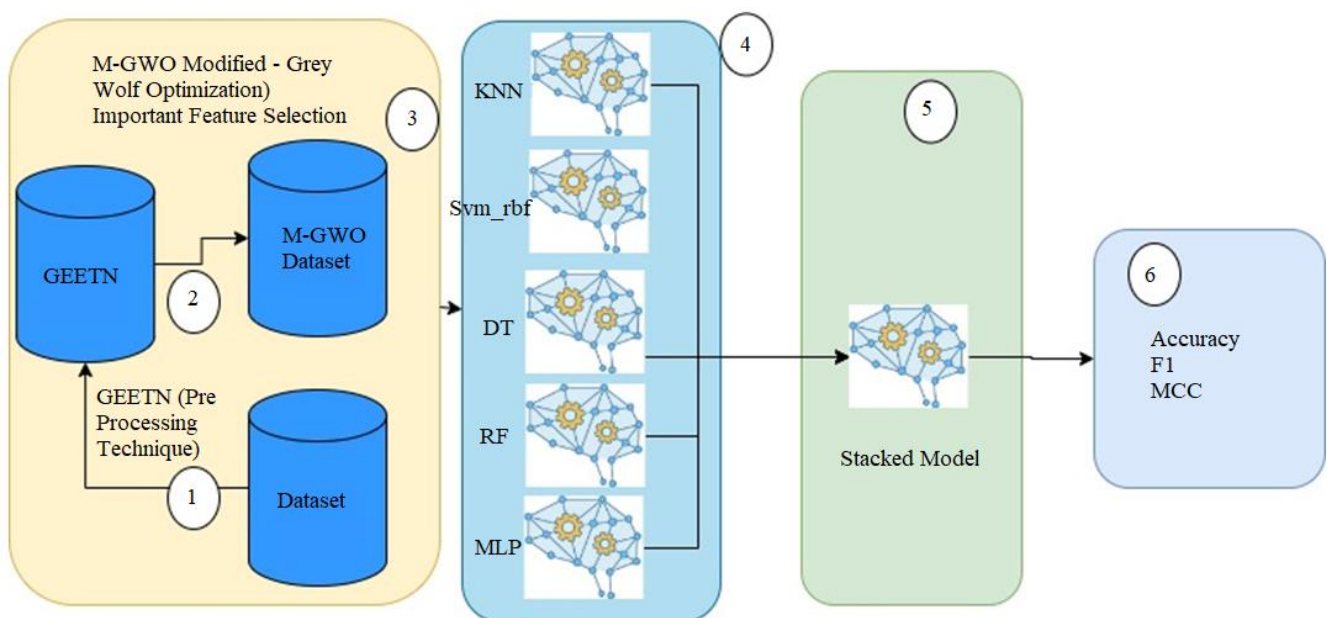 M-GWO Modified - Grey
Wolf Optimization)
Important Feature Selection
3
GEETN
2
M-GWO
Dataset
GEETN (Pre
Processing
Technique)
1
Dataset
4
KNN
Svm_rbf
DT
RF
MLP
5
Stacked Model
6
Accuracy
F1
MCC